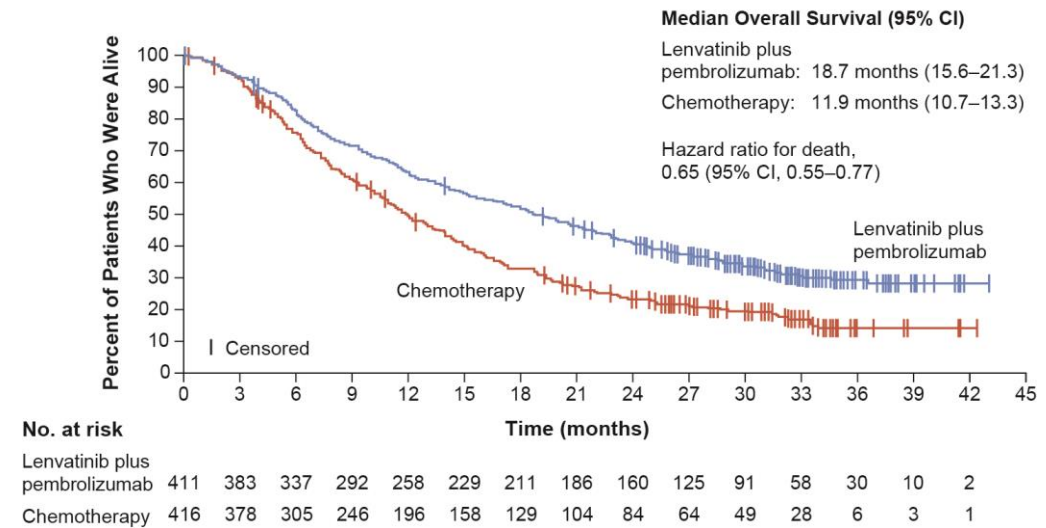 Median Overall Survival (95% CI)
Lenvatinib plus
pembrolizumab: 18.7 months (15.6–21.3)
Chemotherapy: 11.9 months (10.7–13.3)
Hazard ratio for death,
0.65 (95% CI, 0.55–0.77)
Percent of Patients Who Were Alive
100
90
80
70
60
50
40
30
20
10
0
Lenvatinib plus
pembrolizumab
Chemotherapy
Censored
0 3 6 9 12 15 18 21 24 27 30 33 36 39 42 45
No. at risk
Time (months)
Lenvatinib plus
pembrolizumab 411 383 337 292 258 229 211 186 160 125 91 58 30 10 2
Chemotherapy 416 378 305 246 196 158 129 104 84 64 49 28 6 3 1